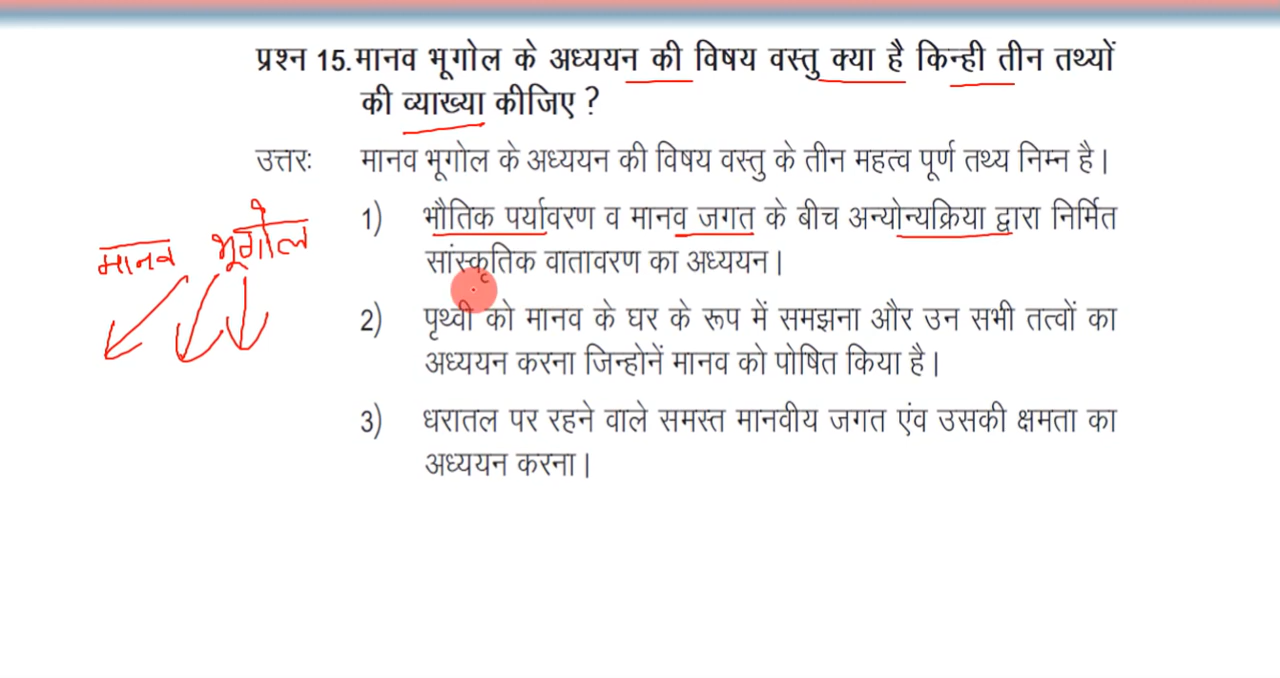 प्रश्न 15. मानव भूगोल के अध्ययन की विषय वस्तु क्या है किन्ही तीन तथ्यों
की व्याख्या कीजिए ?
उत्तरः मानव भूगोल के अध्ययन की विषय वस्तु के तीन महत्व पूर्ण तथ्य निम्न है।
1) भौतिक पर्यावरण व मानव जगत के बीच अन्योन्यक्रिया द्वारा निर्मित
सांस्कृतिक वातावरण का अध्ययन।
मानव भूगोल
2) पृथ्वी को मानव के घर के रूप में समझना और उन सभी तत्वों का
अध्ययन करना जिन्होनें मानव को पोषित किया है।
3) धरातल पर रहने वाले समस्त मानवीय जगत एंव उसकी क्षमता का
अध्ययन करना।